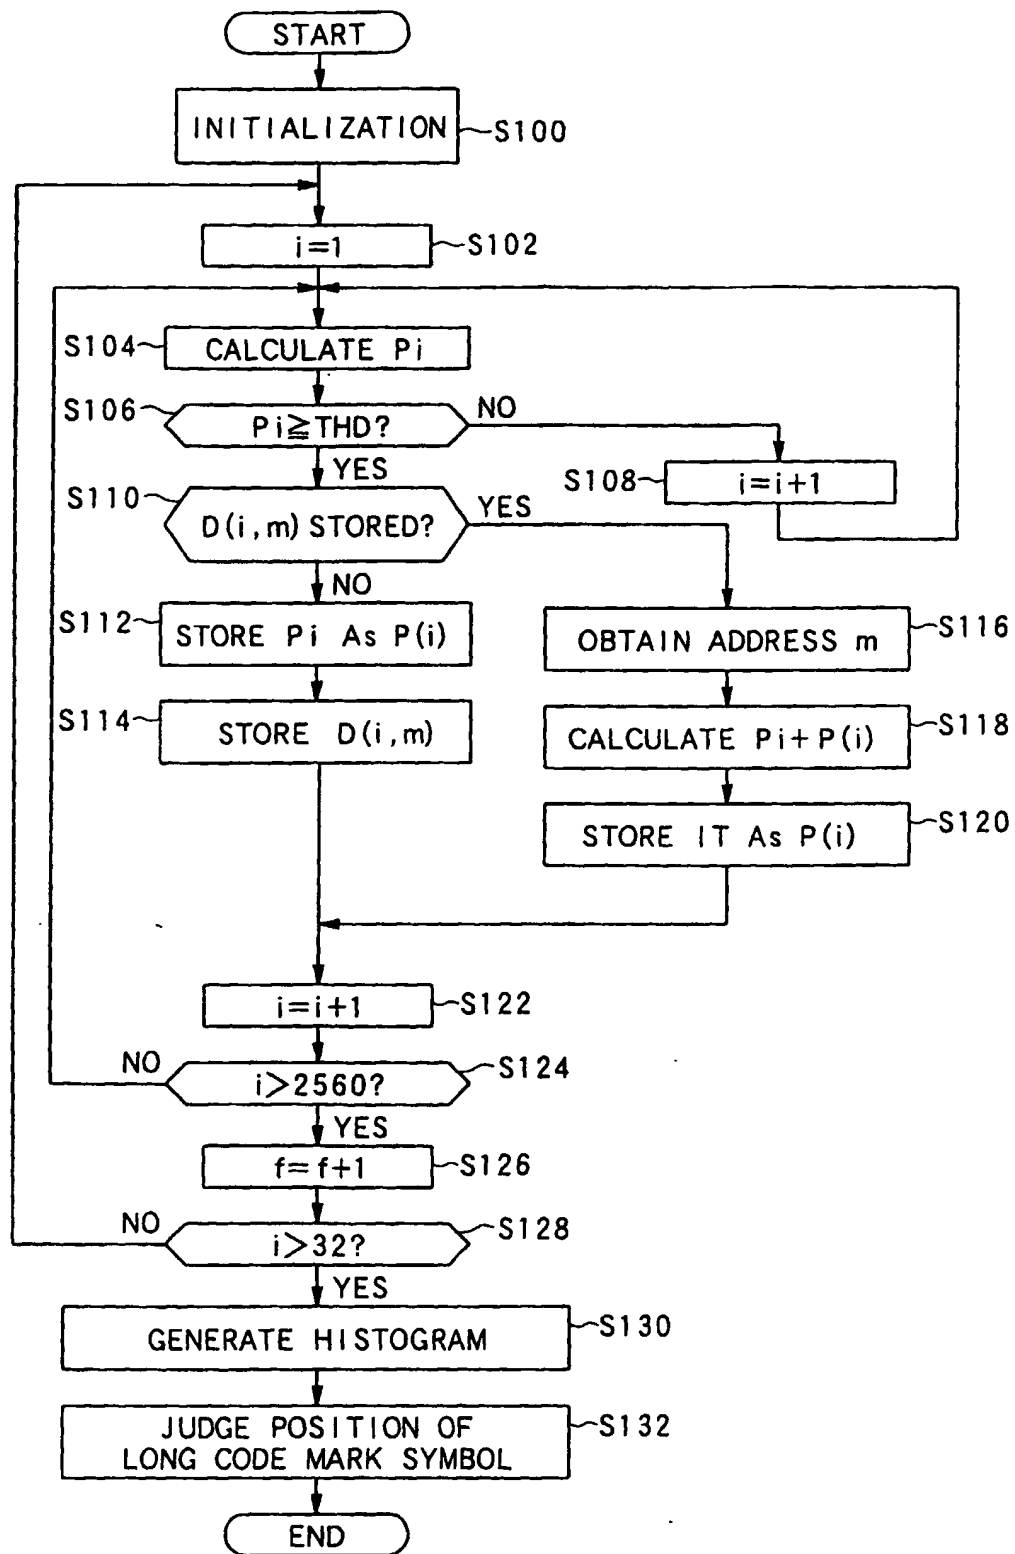 START
INITIALIZATION
S100
i=1
S102
S104
CALCULATE Pi
S106
Pi≧THD?
NO
YES
S108
i=i+1
S110
D(i,m) STORED?
YES
NO
S112
STORE Pi As P(i)
OBTAIN ADDRESS m
S116
S114
STORE D(i,m)
CALCULATE Pi+P(i)
S118
STORE IT As P(i)
S120
i=i+1
S122
NO
i>2560?
S124
YES
f=f+1
S126
NO
i>32?
S128
YES
GENERATE HISTOGRAM
S130
JUDGE POSITION OF
LONG CODE MARK SYMBOL
S132
END